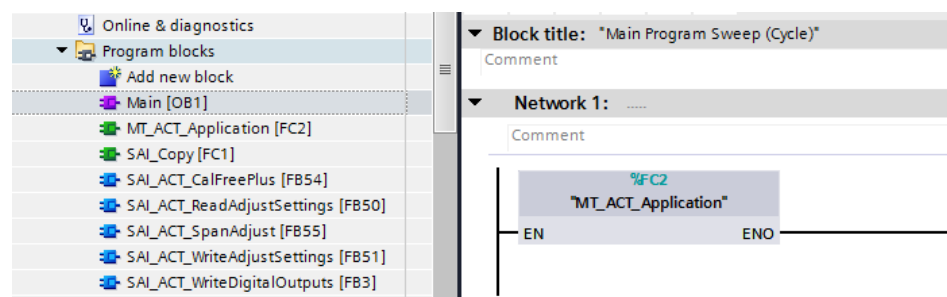 Online & diagnostics
Program blocks
Add new block
Main [OB1]
MT_ACT_Application [FC2]
SAI_Copy [FC1]
SAI_ACT_CalFreePlus [FB54]
SAI_ACT_ReadAdjustSettings [FB50]
SAI_ACT_SpanAdjust [FB55]
SAI_ACT_WriteAdjustSettings [FB51]
SAI_ACT_WriteDigitalOutputs [FB3]
Block title: "Main Program Sweep (Cycle)"
Comment
Network 1: .....
Comment
%FC2
"MT_ACT_Application"
EN ENO